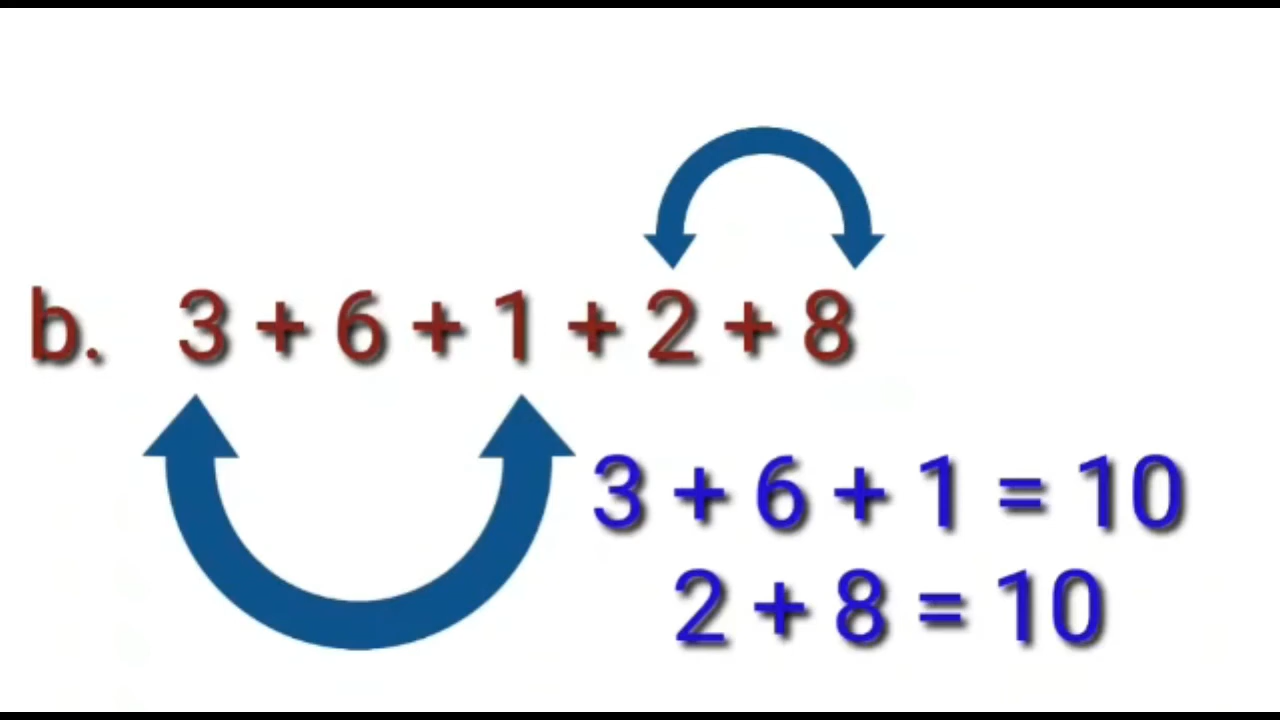 b. 3 + 6 + 1 + 2 + 8
3 + 6 + 1 = 10
2 + 8 = 10